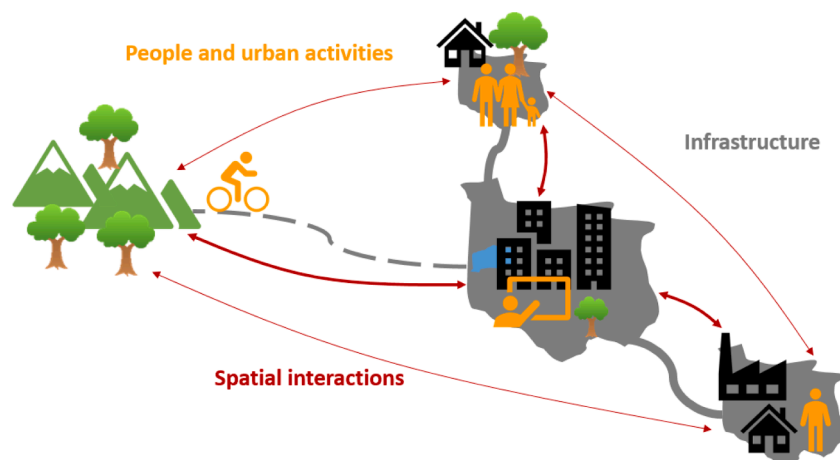 People and urban activities
Infrastructure
Spatial interactions